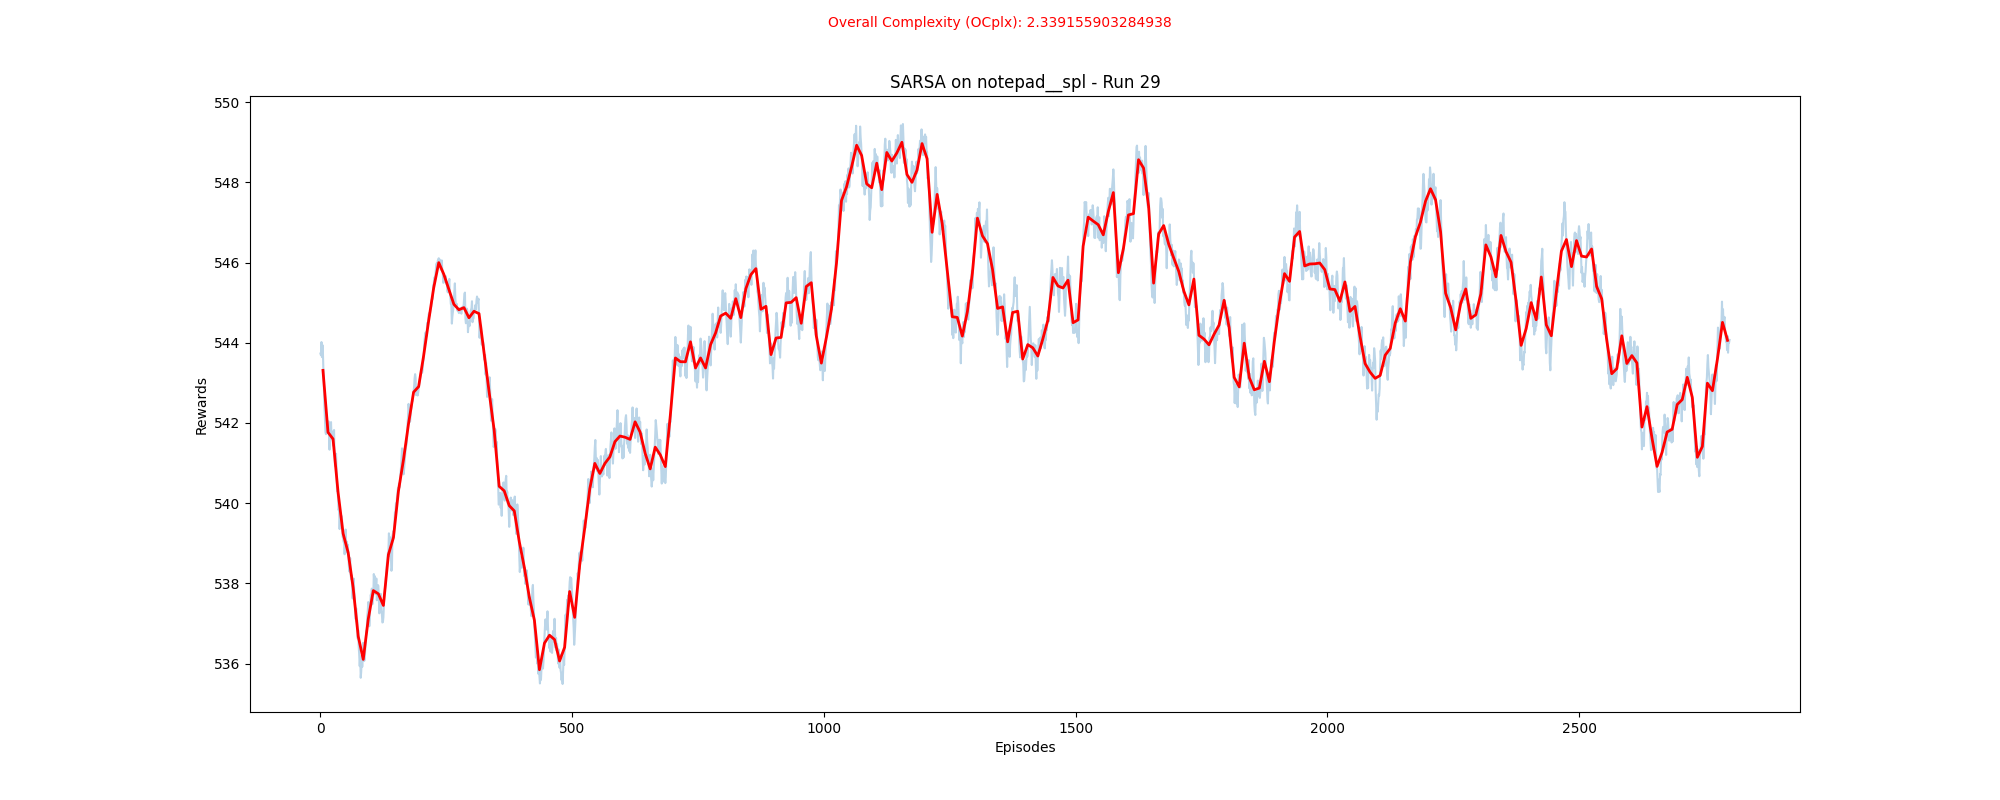 Overall Complexity (OCplx): 2.339155903284938
SARSA on notepad__spl - Run 29
550
548
546
544
542
540
538
536
Rewards
0 500 1000 1500 2000 2500
Episodes